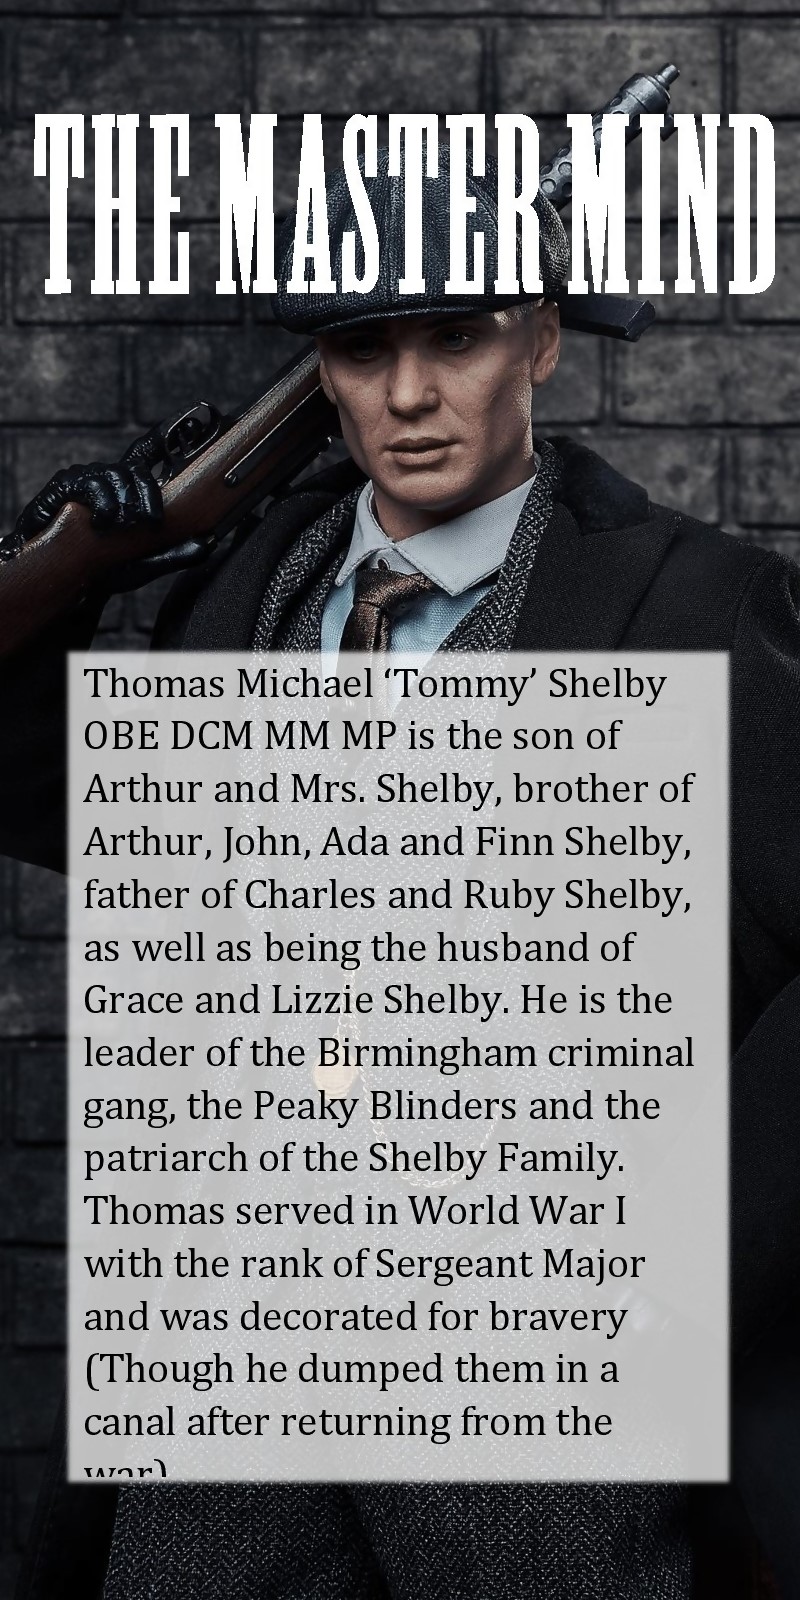 THE MASTER MIND
Thomas Michael ‘Tommy’ Shelby
OBE DCM MM MP is the son of
Arthur and Mrs. Shelby, brother of
Arthur, John, Ada and Finn Shelby,
father of Charles and Ruby Shelby,
as well as being the husband of
Grace and Lizzie Shelby. He is the
leader of the Birmingham criminal
gang, the Peaky Blinders and the
patriarch of the Shelby Family.
Thomas served in World War I
with the rank of Sergeant Major
and was decorated for bravery
(Though he dumped them in a
canal after returning from the
war)